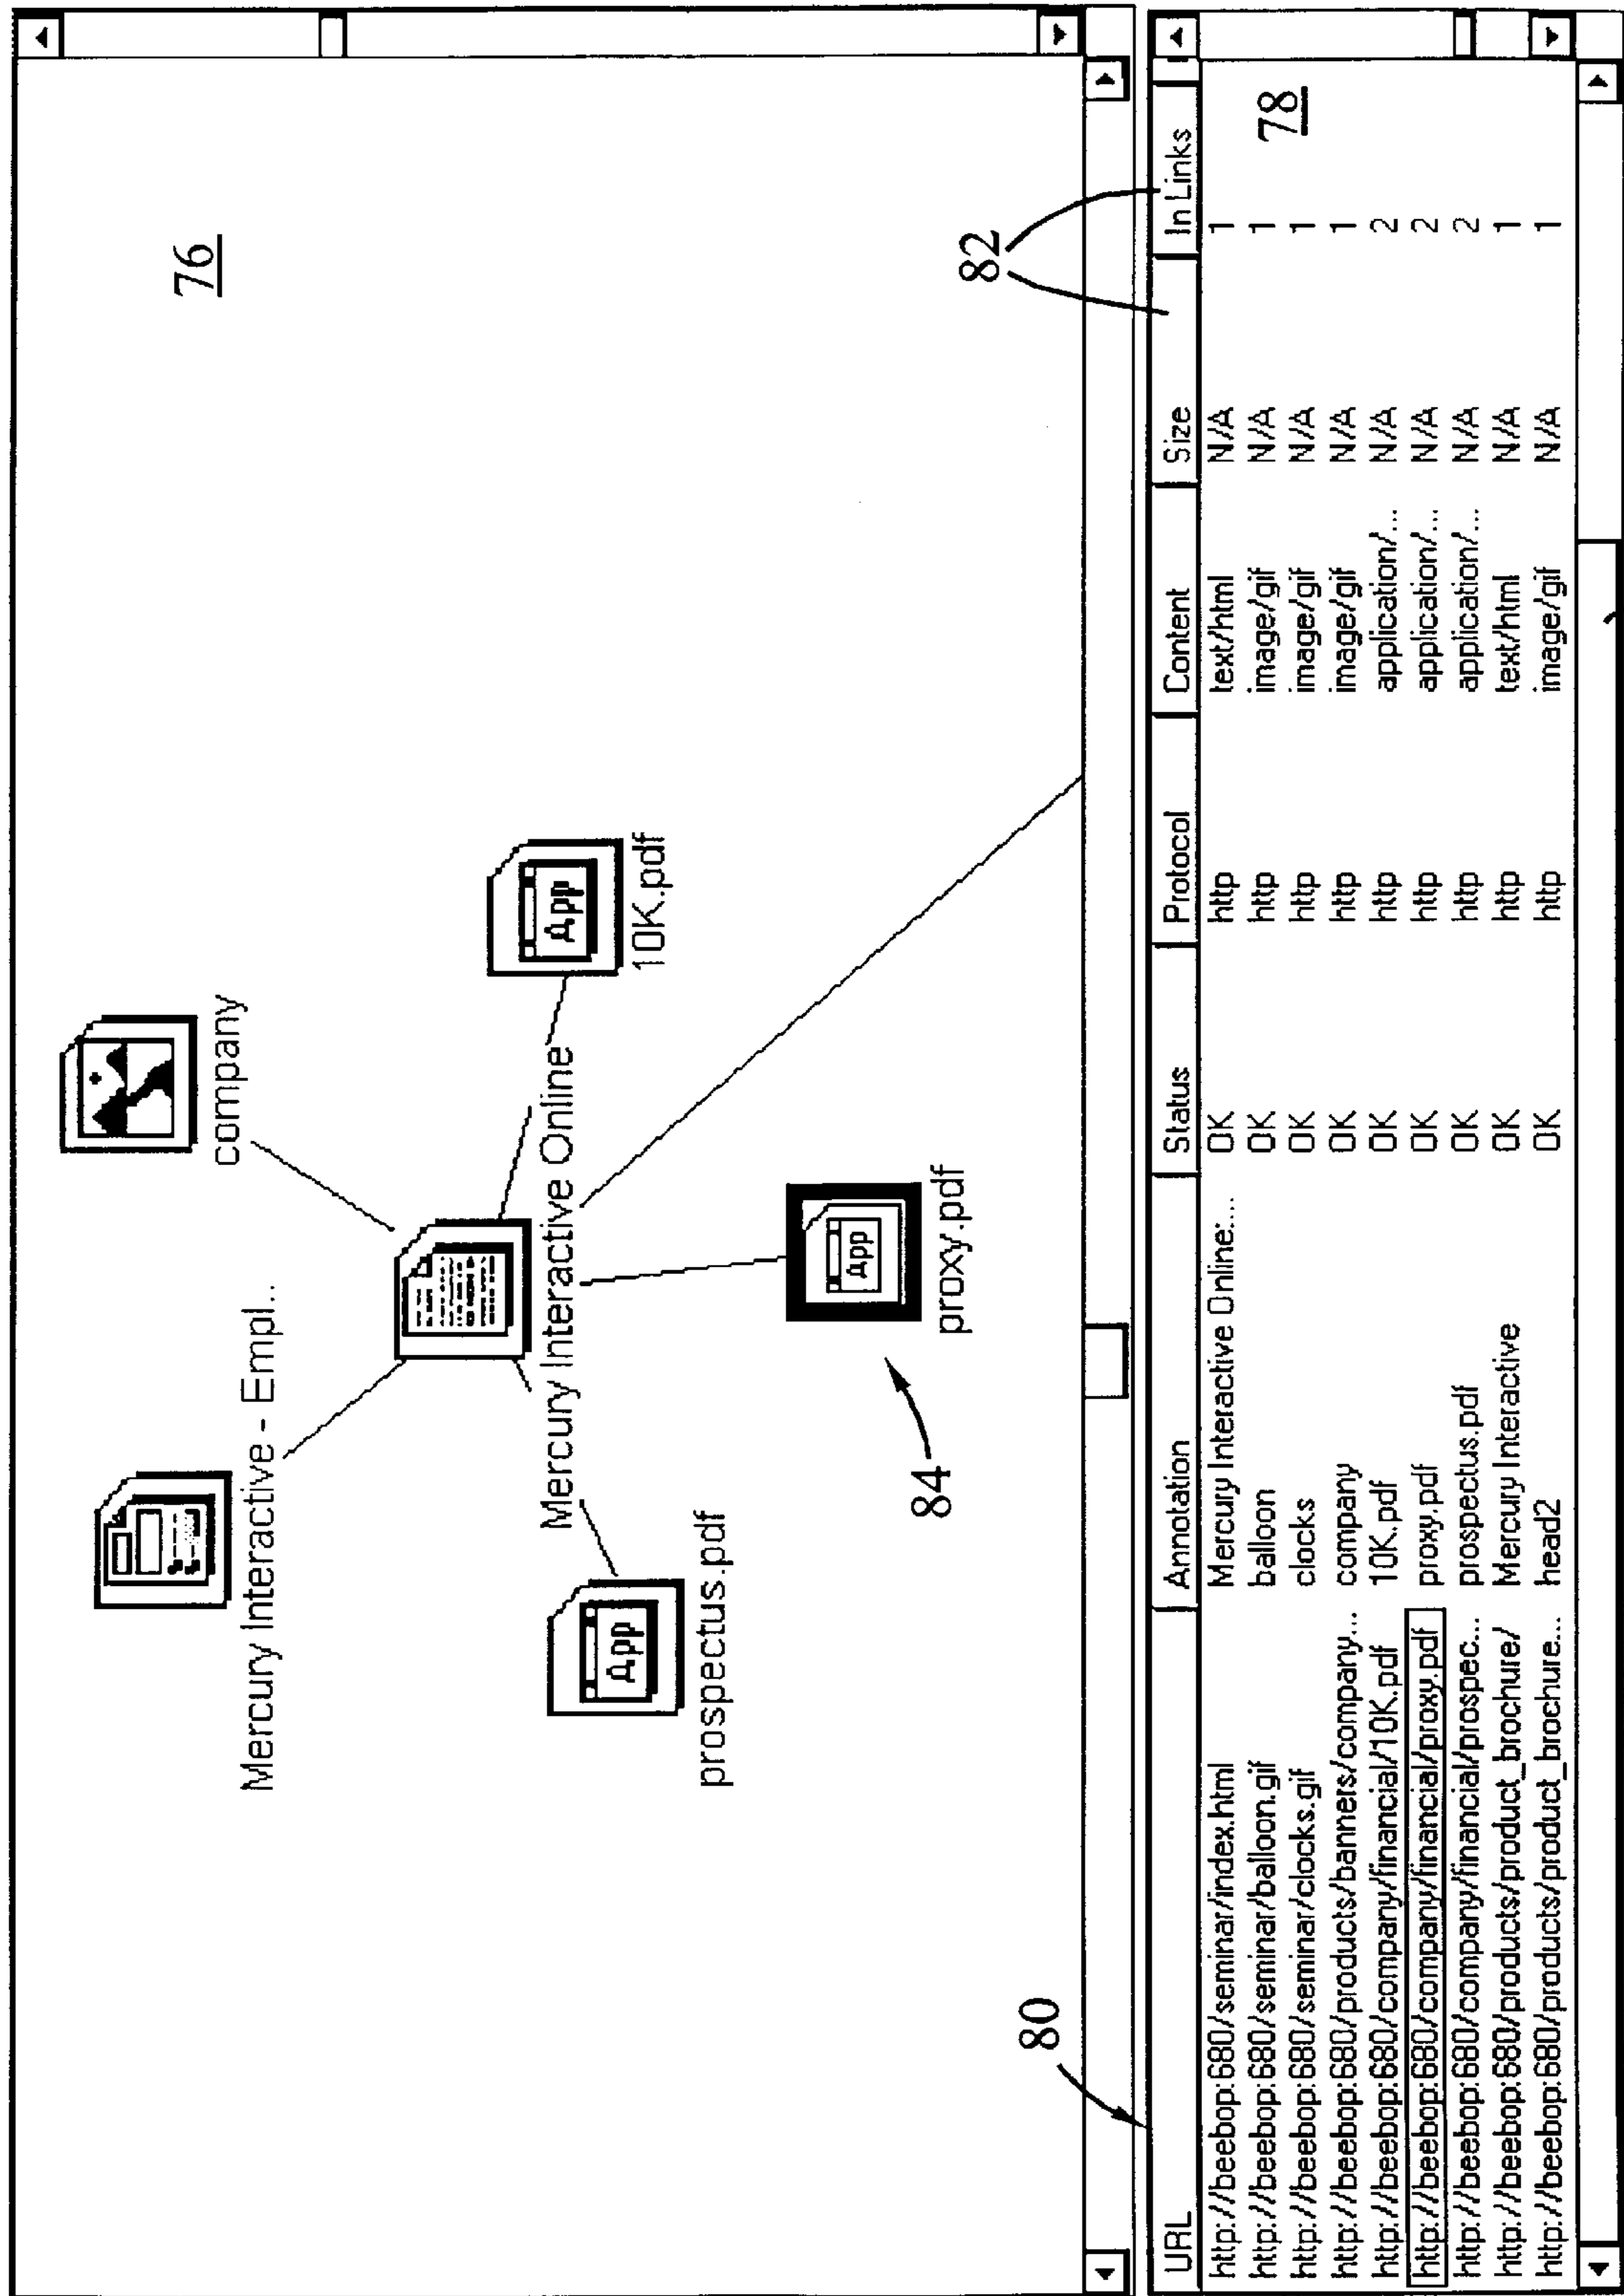 76
company
Mercury Interactive - Empl...
App
10K.pdf
Mercury Interactive Online
App
prospectus.pdf
App
proxy.pdf
84
82
80
URL Annotation Status Protocol Content Size In Links
http://beebop:680/seminar/index.html Mercury Interactive Online:... OK http text/html N/A 1
http://beebop:680/seminar/balloon.gif balloon OK http image/gif N/A 1
http://beebop:680/seminar/clocks.gif clocks OK http image/gif N/A 1
http://beebop:680/products/banners/company... company OK http image/gif N/A 1
http://beebop:680/company/financial/10K.pdf 10K.pdf OK http application/... N/A 2
http://beebop:680/company/financial/proxy.pdf proxy.pdf OK http application/... N/A 2
http://beebop:680/company/financial/prospec... prospectus.pdf OK http application/... N/A 2
http://beebop:680/products/product_brochure/ Mercury Interactive OK http text/html N/A 1
http://beebop:680/products/product_brochure... head2 OK http image/gif N/A 1
78